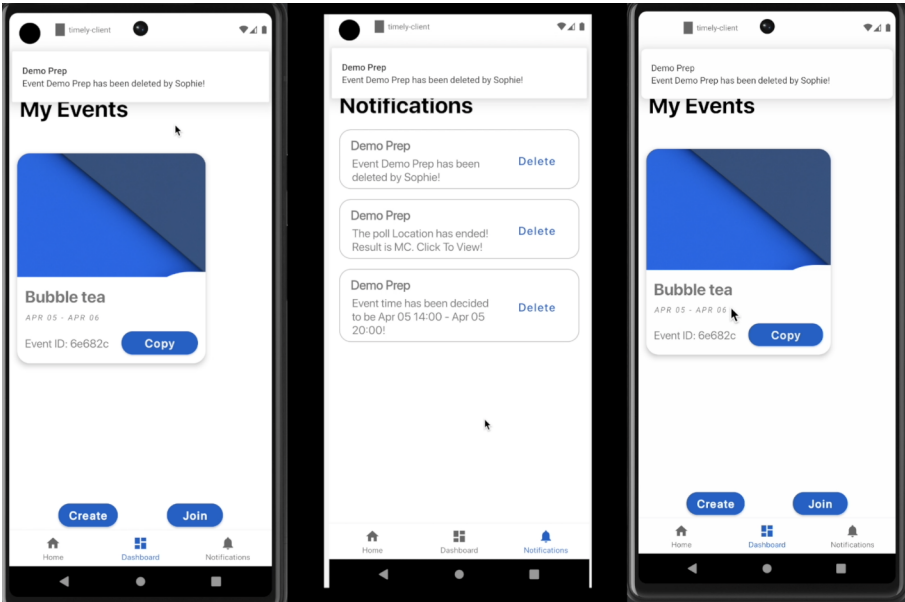 timely-client
Demo Prep
Event Demo Prep has been deleted by Sophie!
My Events
Bubble tea
APR 05 - APR 06
Event ID: 6e682c
Copy
Create
Join
Home
Dashboard
Notifications
timely-client
Demo Prep
Event Demo Prep has been deleted by Sophie!
Notifications
Demo Prep
Event Demo Prep has been
deleted by Sophie!
Delete
Demo Prep
The poll Location has ended!
Result is MC. Click To View!
Delete
Demo Prep
Event time has been decided
to be Apr 05 14:00 - Apr 05
20:00!
Delete
Home
Dashboard
Notifications
timely-client
Demo Prep
Event Demo Prep has been deleted by Sophie!
My Events
Bubble tea
APR 05 - APR 06
Event ID: 6e682c
Copy
Create
Join
Home
Dashboard
Notifications